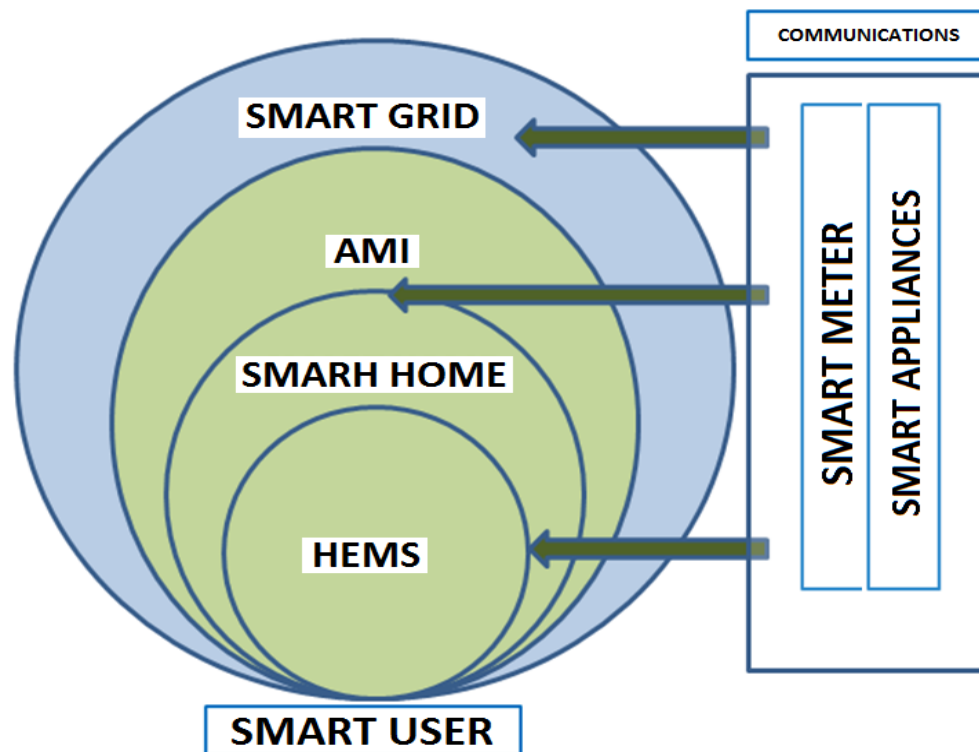 COMMUNICATIONS
SMART GRID
AMI
SMARH HOME
HEMS
SMART USER
SMART METER
SMART APPLIANCES